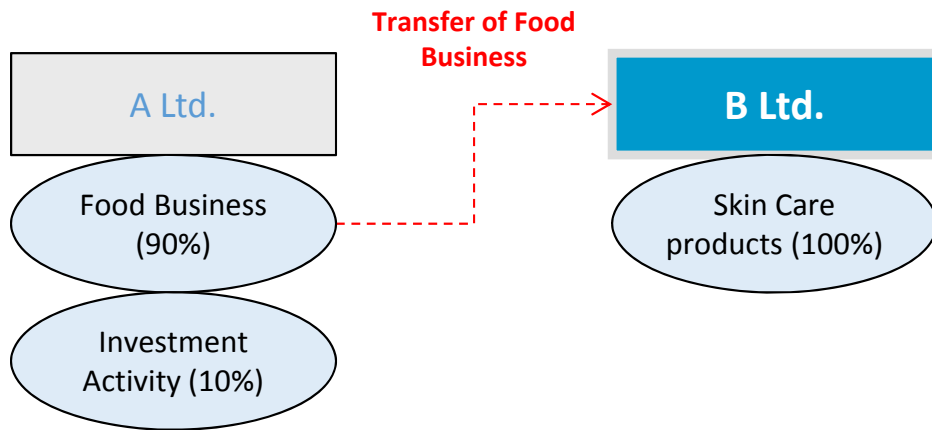 Transfer of Food
Business
A Ltd.
B Ltd.
Food Business
(90%)
Skin Care
products (100%)
Investment
Activity (10%)